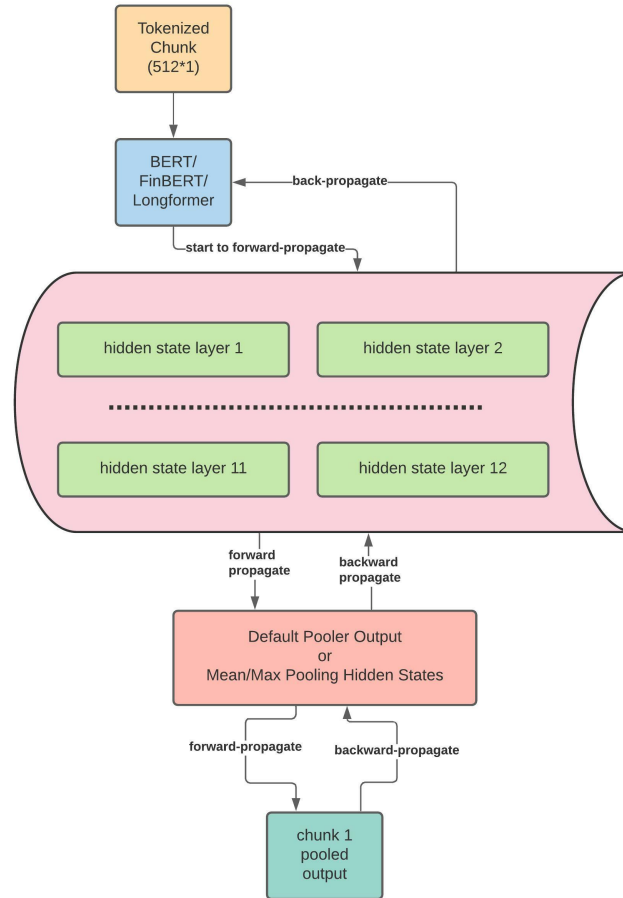 Tokenized
Chunk
(512*1)
BERT/
FinBERT/
Longformer
back-propagate
start to forward-propagate
hidden state layer 1
hidden state layer 2
hidden state layer 11
hidden state layer 12
forward
propagate
backward
propagate
Default Pooler Output
or
Mean/Max Pooling Hidden States
forward-propagate
backward-propagate
chunk 1
pooled
output